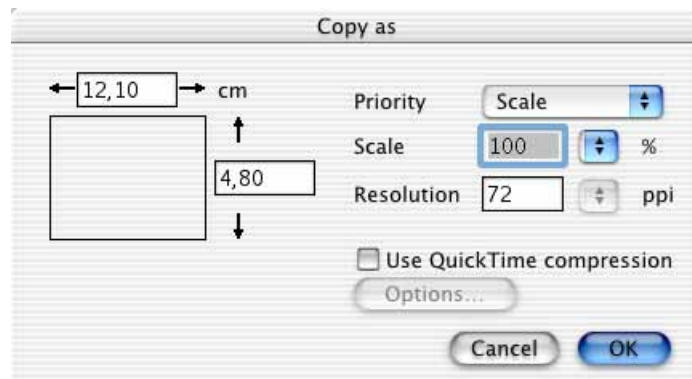 Copy as
12,10 cm
4,80
Priority Scale
Scale 100 %
Resolution 72 ppi
Use QuickTime compression
Options...
Cancel OK